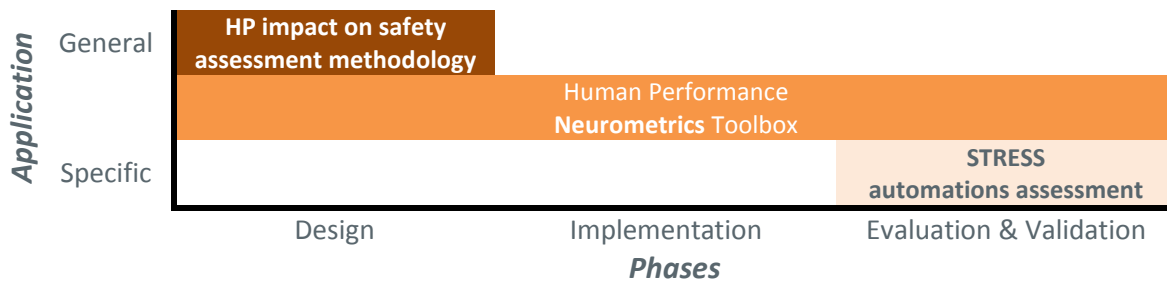 Application
General
HP impact on safety
assessment methodology
Human Performance
Neurometrics Toolbox
Specific
STRESS
automations assessment
Design
Implementation
Evaluation & Validation
Phases